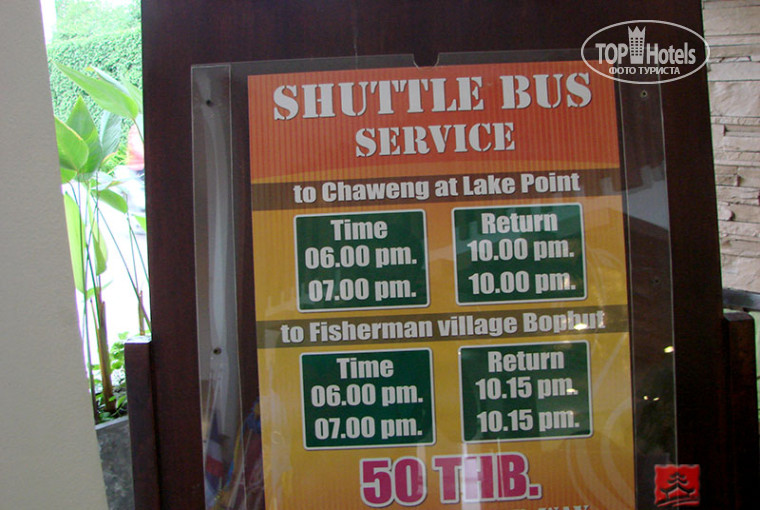 TOP Hotels
ФОТО ТУРИСТА
SHUTTLE BUS
SERVICE
to Chaweng at Lake Point
Time
06.00 pm.
07.00 pm.
Return
10.00 pm.
10.00 pm.
to Fisherman village Bophut
Time
06.00 pm.
07.00 pm.
Return
10.15 pm.
10.15 pm.
50 THB.